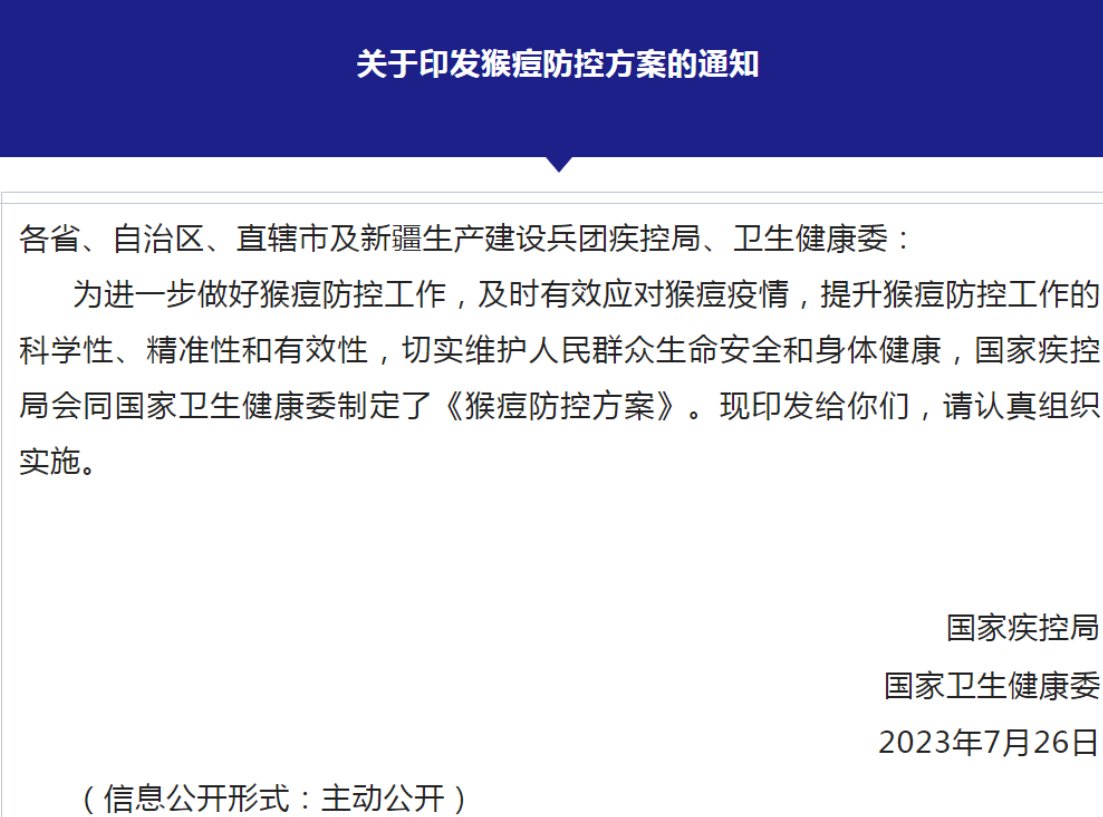 关于印发猴痘防控方案的通知
各省、自治区、直辖市及新疆生产建设兵团疾控局、卫生健康委：
为进一步做好猴痘防控工作，及时有效应对猴痘疫情，提升猴痘防控工作的
科学性、精准性和有效性，切实维护人民群众生命安全和身体健康，国家疾控
局会同国家卫生健康委制定了《猴痘防控方案》。现印发给你们，请认真组织
实施。
国家疾控局
国家卫生健康委
2023年7月26日
（信息公开形式：主动公开）